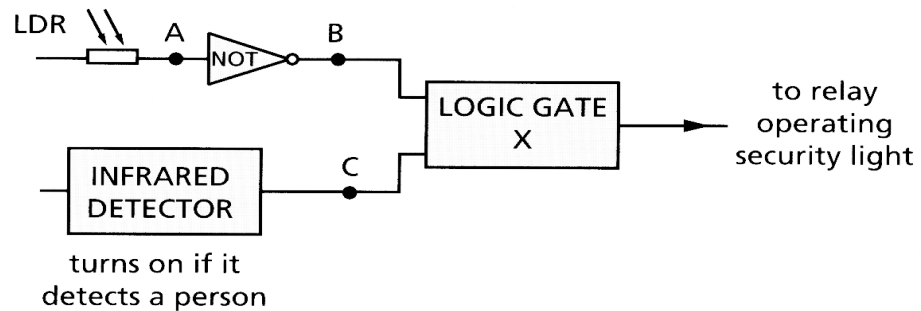 LDR
A
NOT
B
LOGIC GATE
X
to relay
operating
security light
INFRARED
DETECTOR
C
turns on if it
detects a person